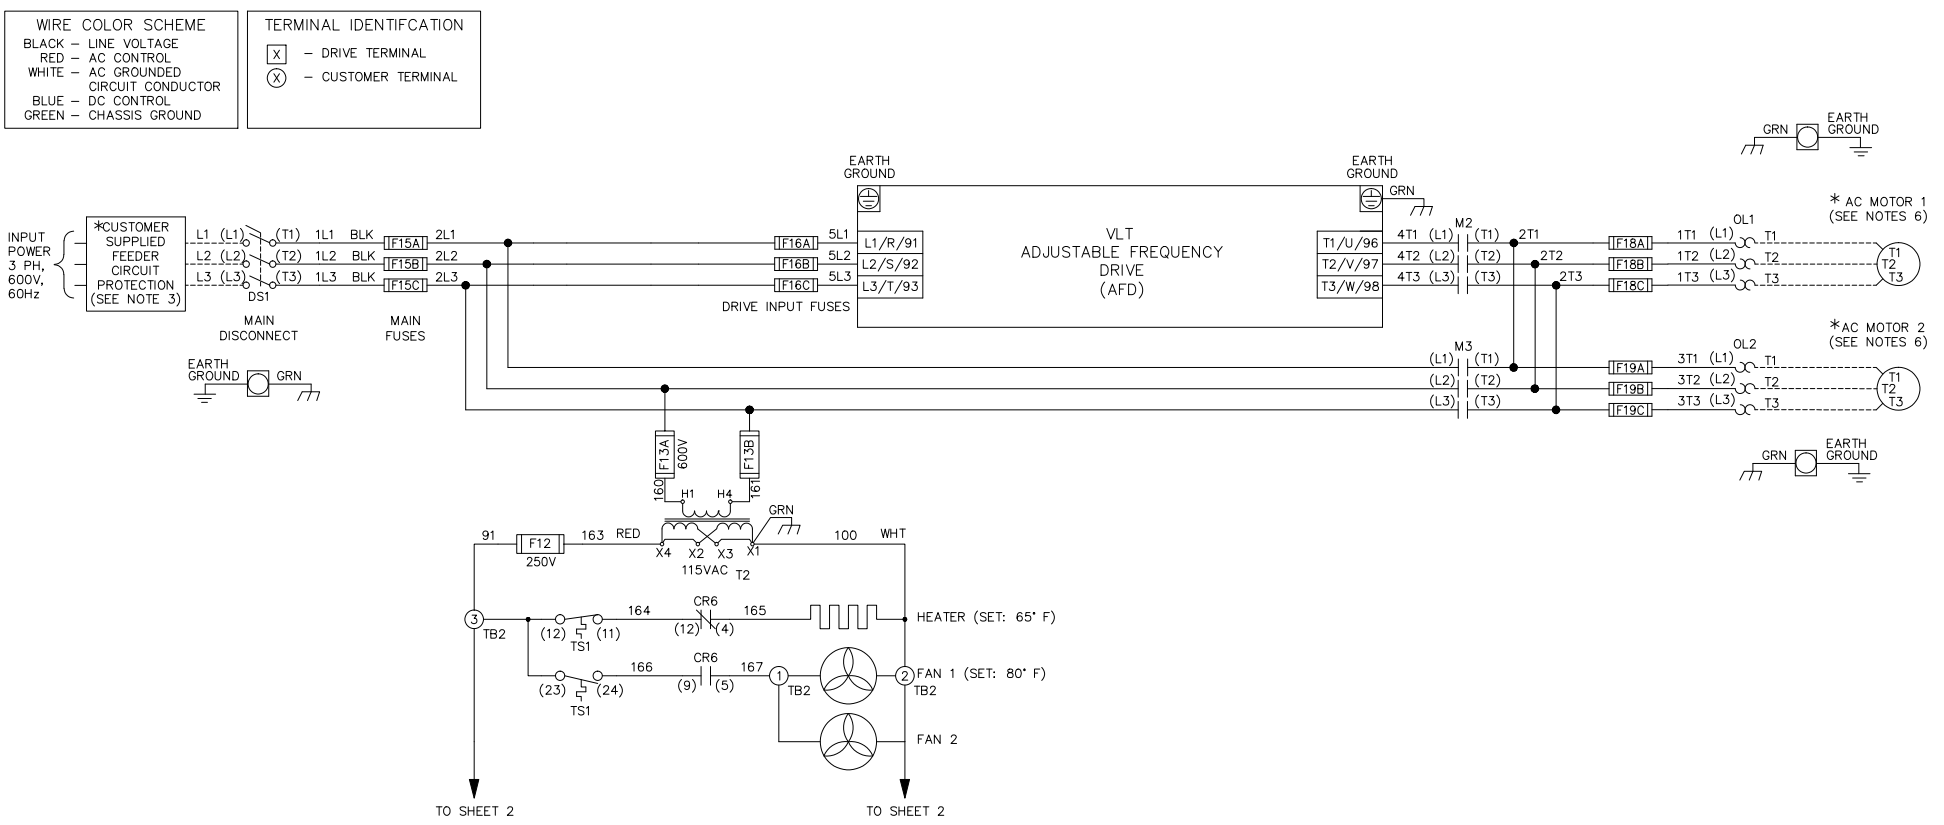 WIRE COLOR SCHEME
BLACK – LINE VOLTAGE
RED – AC CONTROL
WHITE – AC GROUNDED
CIRCUIT CONDUCTOR
BLUE – DC CONTROL
GREEN – CHASSIS GROUND
TERMINAL IDENTIFCATION
X – DRIVE TERMINAL
X – CUSTOMER TERMINAL
INPUT
POWER
3 PH,
600V,
60Hz
*CUSTOMER
SUPPLIED
FEEDER
CIRCUIT
PROTECTION
(SEE NOTE 3)
L1 (L1) (T1) 1L1 BLK F15A 2L1
L2 (L2) (T2) 1L2 BLK F15B 2L2
L3 (L3) (T3) 1L3 BLK F15C 2L3
DS1
MAIN
DISCONNECT
MAIN
FUSES
EARTH
GROUND GRN
F16A 5L1 L1/R/91
F16B 5L2 L2/S/92
F16C 5L3 L3/T/93
DRIVE INPUT FUSES
EARTH
GROUND
VLT
ADJUSTABLE FREQUENCY
DRIVE
(AFD)
EARTH
GROUND
GRN
M2
T1/U/96 4T1 (L1) (T1) 2T1 F18A 1T1 (L1) T1
T2/V/97 4T2 (L2) (T2) 2T2 F18B 1T2 (L2) T2
T3/W/98 4T3 (L3) (T3) 2T3 F18C 1T3 (L3) T3
OL1
GRN EARTH
GROUND
* AC MOTOR 1
(SEE NOTES 6)
T1
T2
T3
M3
(L1) (T1) F19A 3T1 (L1) T1
(L2) (T2) F19B 3T2 (L2) T2
(L3) (T3) F19C 3T3 (L3) T3
OL2
*AC MOTOR 2
(SEE NOTES 6)
T1
T2
T3
GRN EARTH
GROUND
F13A
600V
F13B
160
161
H1 H4
GRN
91 F12 163 RED
250V
X4 X2 X3 X1
115VAC T2
100 WHT
3
TB2
(12) (11)
TS1
164
CR6
(12) (4)
165
HEATER (SET: 65° F)
(23) (24)
TS1
166
CR6
(9) (5)
167
1
TB2
2
TB2
FAN 1 (SET: 80° F)
FAN 2
TO SHEET 2
TO SHEET 2